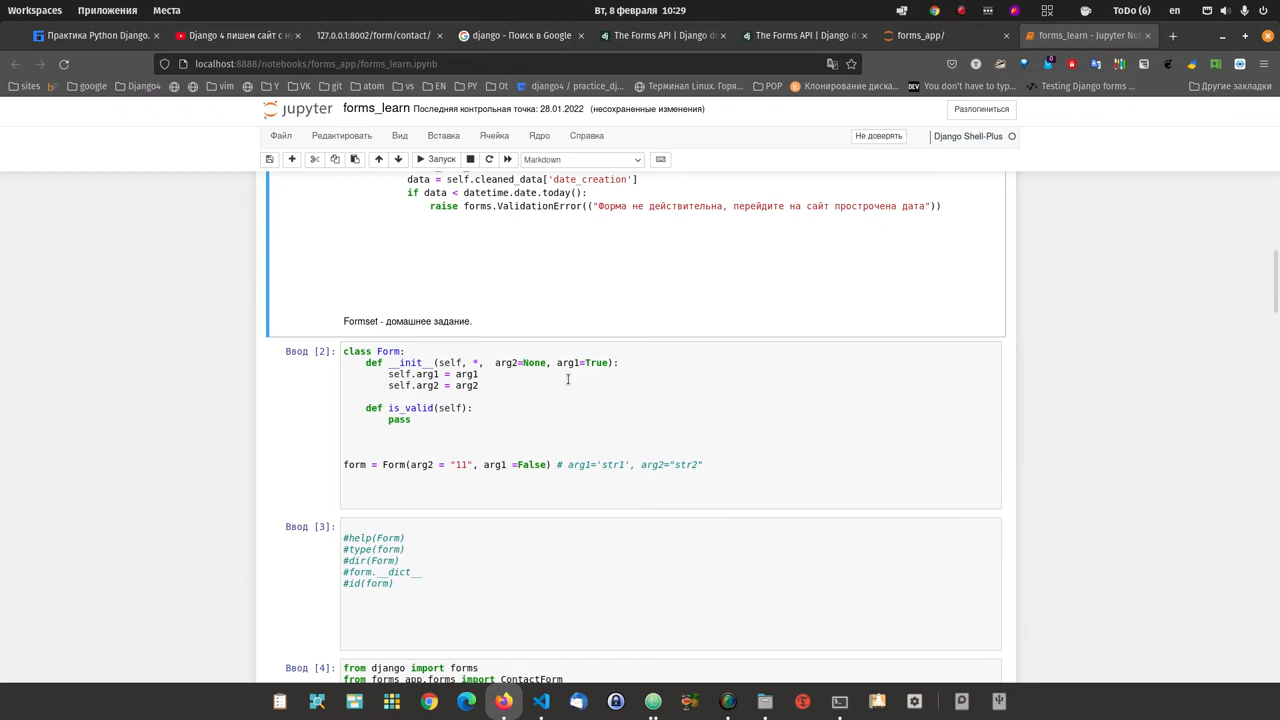 Workspaces Приложения Места Вт, 8 февраля 10:29 ToDo (6) en
Практика Python Django. Django 4 пишем сайт с ну 127.0.0.1:8002/form/contact/ django - Поиск в Google The Forms API | Django do The Forms API | Django do forms_app/ forms_learn - Jupyter Not
localhost:8888/notebooks/forms_app/forms_learn.ipynb
sites google Django4 vim EN git atom vs VK Ot django4 / practice_dj... Терминал Linux. Горя... POP Клонирование диска... You don't have to type... Testing Django forms ... Другие закладки
jupyter forms_learn Последняя контрольная точка: 28.01.2022 (несохраненные изменения) Разлогиниться
Файл Редактировать Вид Вставка Ячейка Ядро Справка Не доверять Django Shell-Plus
Запуск Markdown
data = self.cleaned_data['date_creation']
if data < datetime.date.today():
raise forms.ValidationError(("Форма не действительна, перейдите на сайт прострочена дата"))
Formset - домашнее задание.
Ввод [2]: class Form:
def __init__(self, *, arg2=None, arg1=True):
self.arg1 = arg1
self.arg2 = arg2
def is_valid(self):
pass
form = Form(arg2 = "11", arg1 =False) # arg1='str1', arg2="str2"
Ввод [3]:
#help(Form)
#type(form)
#dir(Form)
#form.__dict__
#id(form)
Ввод [4]: from django import forms
from forms_app.forms import ContactForm